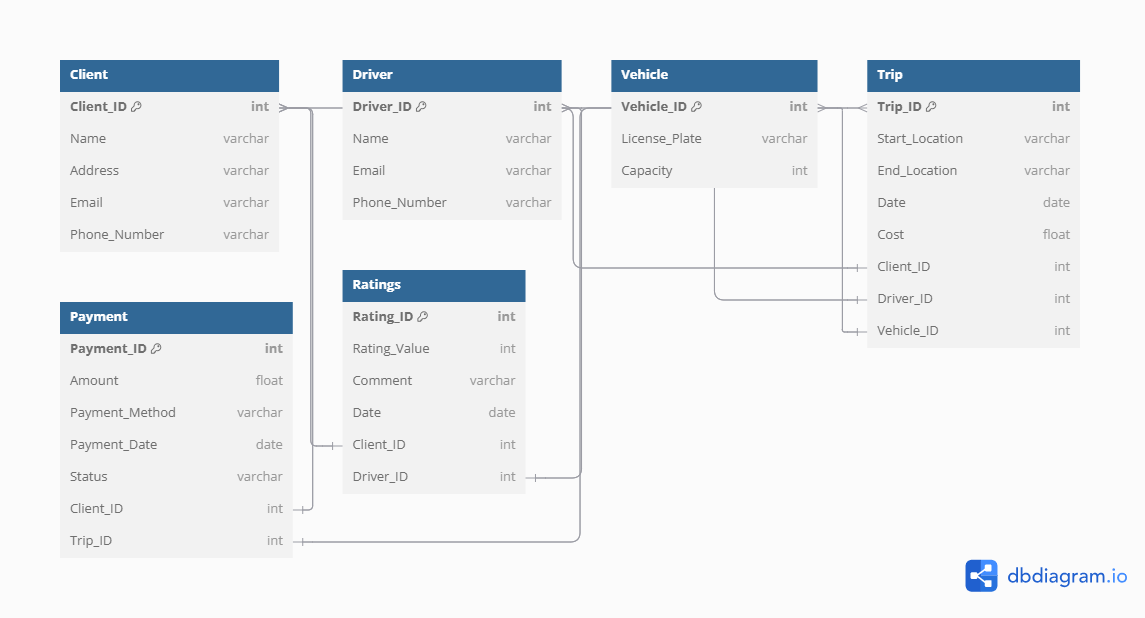 Client
Client_ID int
Name varchar
Address varchar
Email varchar
Phone_Number varchar
Driver
Driver_ID int
Name varchar
Email varchar
Phone_Number varchar
Vehicle
Vehicle_ID int
License_Plate varchar
Capacity int
Trip
Trip_ID int
Start_Location varchar
End_Location varchar
Date date
Cost float
Client_ID int
Driver_ID int
Vehicle_ID int
Payment
Payment_ID int
Amount float
Payment_Method varchar
Payment_Date date
Status varchar
Client_ID int
Trip_ID int
Ratings
Rating_ID int
Rating_Value int
Comment varchar
Date date
Client_ID int
Driver_ID int
dbdiagram.io